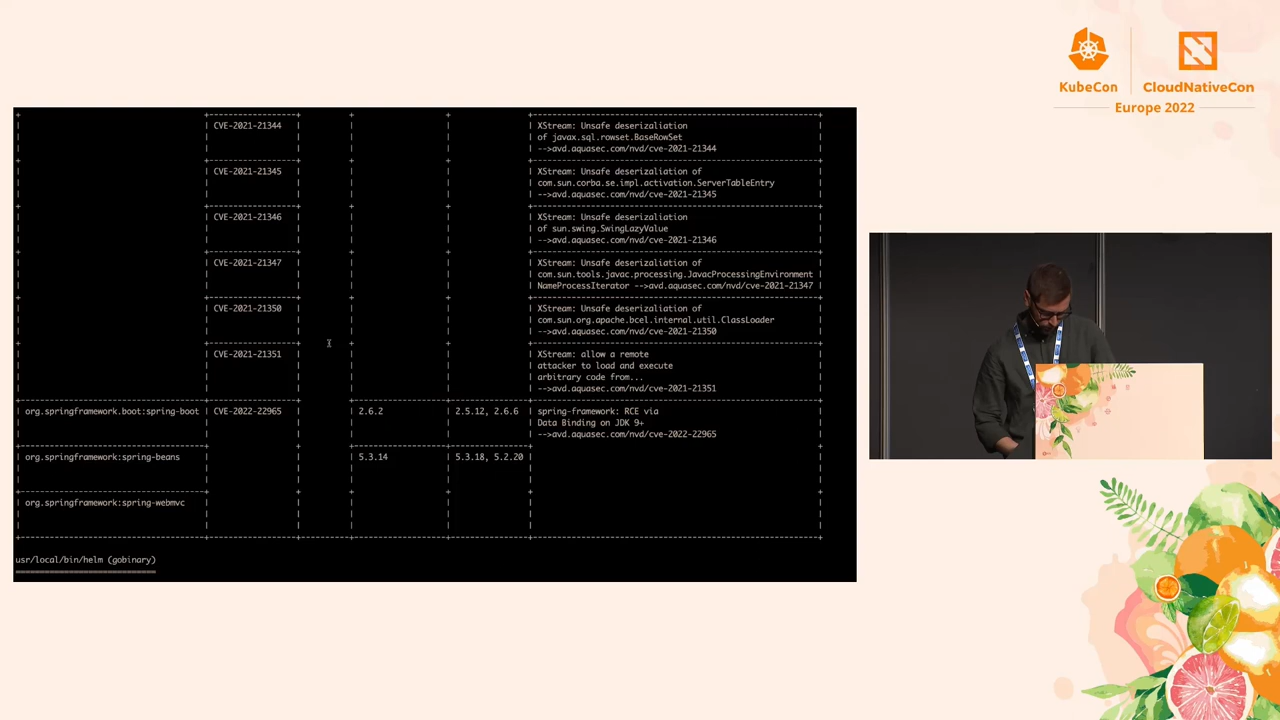 KubeCon
CloudNativeCon
Europe 2022
CVE-2021-21344
XStream: Unsafe deserizaliation
of javax.sql.rowset.BaseRowSet
-->avd.aquasec.com/nvd/cve-2021-21344
CVE-2021-21345
XStream: Unsafe deserizaliation of
com.sun.corba.se.impl.activation.ServerTableEntry
-->avd.aquasec.com/nvd/cve-2021-21345
CVE-2021-21346
XStream: Unsafe deserizaliation
of sun.swing.SwingLazyValue
-->avd.aquasec.com/nvd/cve-2021-21346
CVE-2021-21347
XStream: Unsafe deserizaliation of
com.sun.tools.javac.processing.JavacProcessingEnvironment
NameProcessIterator -->avd.aquasec.com/nvd/cve-2021-21347
CVE-2021-21350
XStream: Unsafe deserizaliation of
com.sun.org.apache.bcel.internal.util.ClassLoader
-->avd.aquasec.com/nvd/cve-2021-21350
CVE-2021-21351
XStream: allow a remote
attacker to load and execute
arbitrary code from...
-->avd.aquasec.com/nvd/cve-2021-21351
org.springframework.boot:spring-boot CVE-2022-22965 2.6.2 2.5.12, 2.6.6 spring-framework: RCE via
Data Binding on JDK 9+
-->avd.aquasec.com/nvd/cve-2022-22965
org.springframework:spring-beans 5.3.14 5.3.18, 5.2.20
org.springframework:spring-webmvc
usr/local/bin/helm (gobinary)